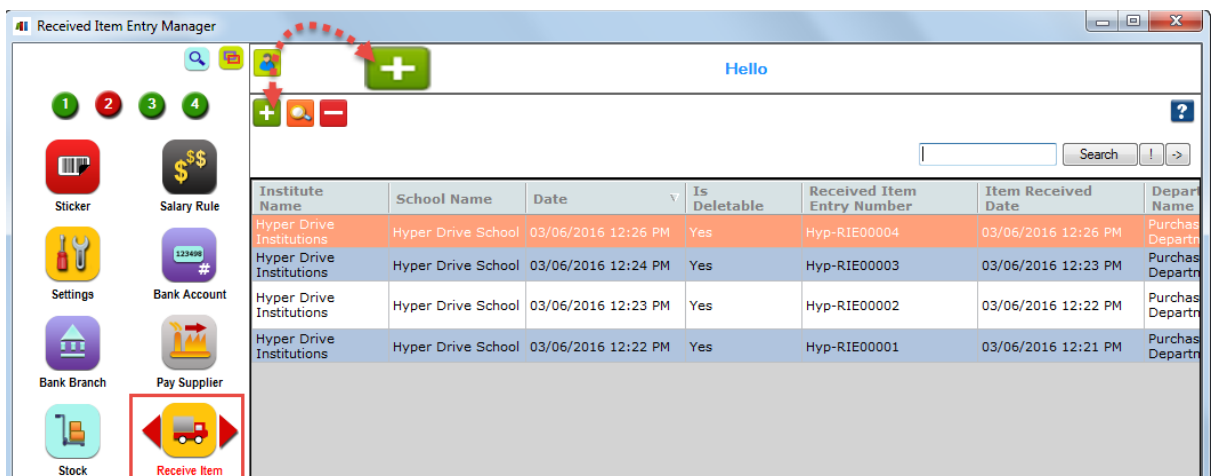 Received Item Entry Manager
Hello
1 2 3 4
?
Search ! ->
Sticker
$$$
Salary Rule
Settings
123498
#
Bank Account
Bank Branch
Pay Supplier
Stock
Receive Item
Institute Name School Name Date Is Deletable Received Item Entry Number Item Received Date Depart Name
Hyper Drive Institutions Hyper Drive School 03/06/2016 12:26 PM Yes Hyp-RIE00004 03/06/2016 12:26 PM Purchas Departn
Hyper Drive Institutions Hyper Drive School 03/06/2016 12:24 PM Yes Hyp-RIE00003 03/06/2016 12:23 PM Purchas Departn
Hyper Drive Institutions Hyper Drive School 03/06/2016 12:23 PM Yes Hyp-RIE00002 03/06/2016 12:22 PM Purchas Departn
Hyper Drive Institutions Hyper Drive School 03/06/2016 12:22 PM Yes Hyp-RIE00001 03/06/2016 12:21 PM Purchas Departn